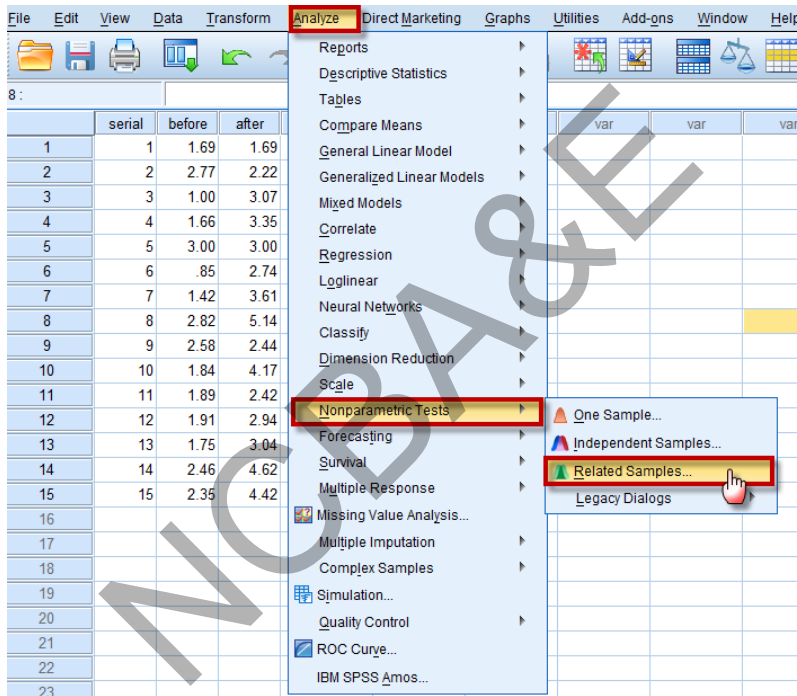 File Edit View Data Transform Analyze Direct Marketing Graphs Utilities Add-ons Window Help
8 :
serial before after var var var
1 1 1.69 1.69
2 2 2.77 2.22
3 3 1.00 3.07
4 4 1.66 3.35
5 5 3.00 3.00
6 6 .85 2.74
7 7 1.42 3.61
8 8 2.82 5.14
9 9 2.58 2.44
10 10 1.84 4.17
11 11 1.89 2.42
12 12 1.91 2.94
13 13 1.75 3.04
14 14 2.46 4.62
15 15 2.35 4.42
16
17
18
19
20
21
22
23
Reports
Descriptive Statistics
Tables
Compare Means
General Linear Model
Generalized Linear Models
Mixed Models
Correlate
Regression
Loglinear
Neural Networks
Classify
Dimension Reduction
Scale
Nonparametric Tests
Forecasting
Survival
Multiple Response
Missing Value Analysis...
Multiple Imputation
Complex Samples
Simulation...
Quality Control
ROC Curve...
IBM SPSS Amos...
One Sample...
Independent Samples...
Related Samples...
Legacy Dialogs
NCBA&E